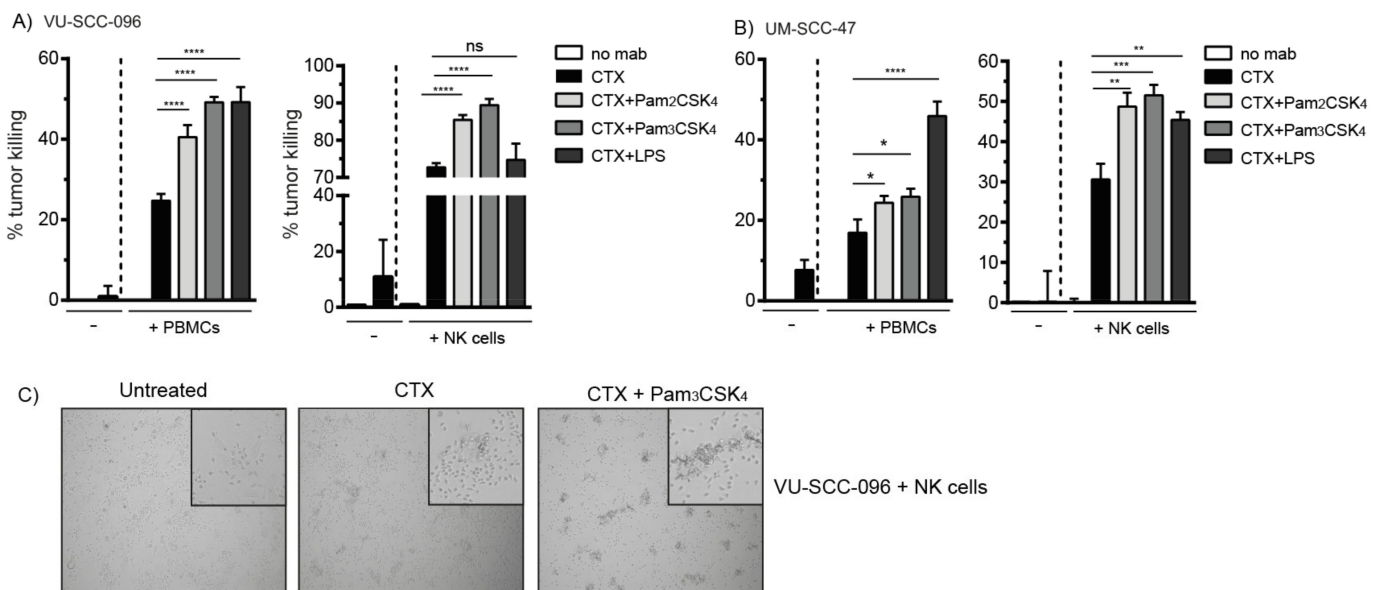 A) VU-SCC-096
% tumor killing
60
40
20
0
****
****
****
-
+ PBMCs
% tumor killing
100
90
80
70
40
20
0
ns
****
****
-
+ NK cells
no mab
CTX
CTX+Pam₂CSK₄
CTX+Pam₃CSK₄
CTX+LPS
B) UM-SCC-47
% tumor killing
80
60
40
20
0
****
*
*
-
+ PBMCs
60
50
40
30
20
10
0
**
***
**
-
+ NK cells
no mab
CTX
CTX+Pam₂CSK₄
CTX+Pam₃CSK₄
CTX+LPS
C)
Untreated
CTX
CTX + Pam₃CSK₄
VU-SCC-096 + NK cells